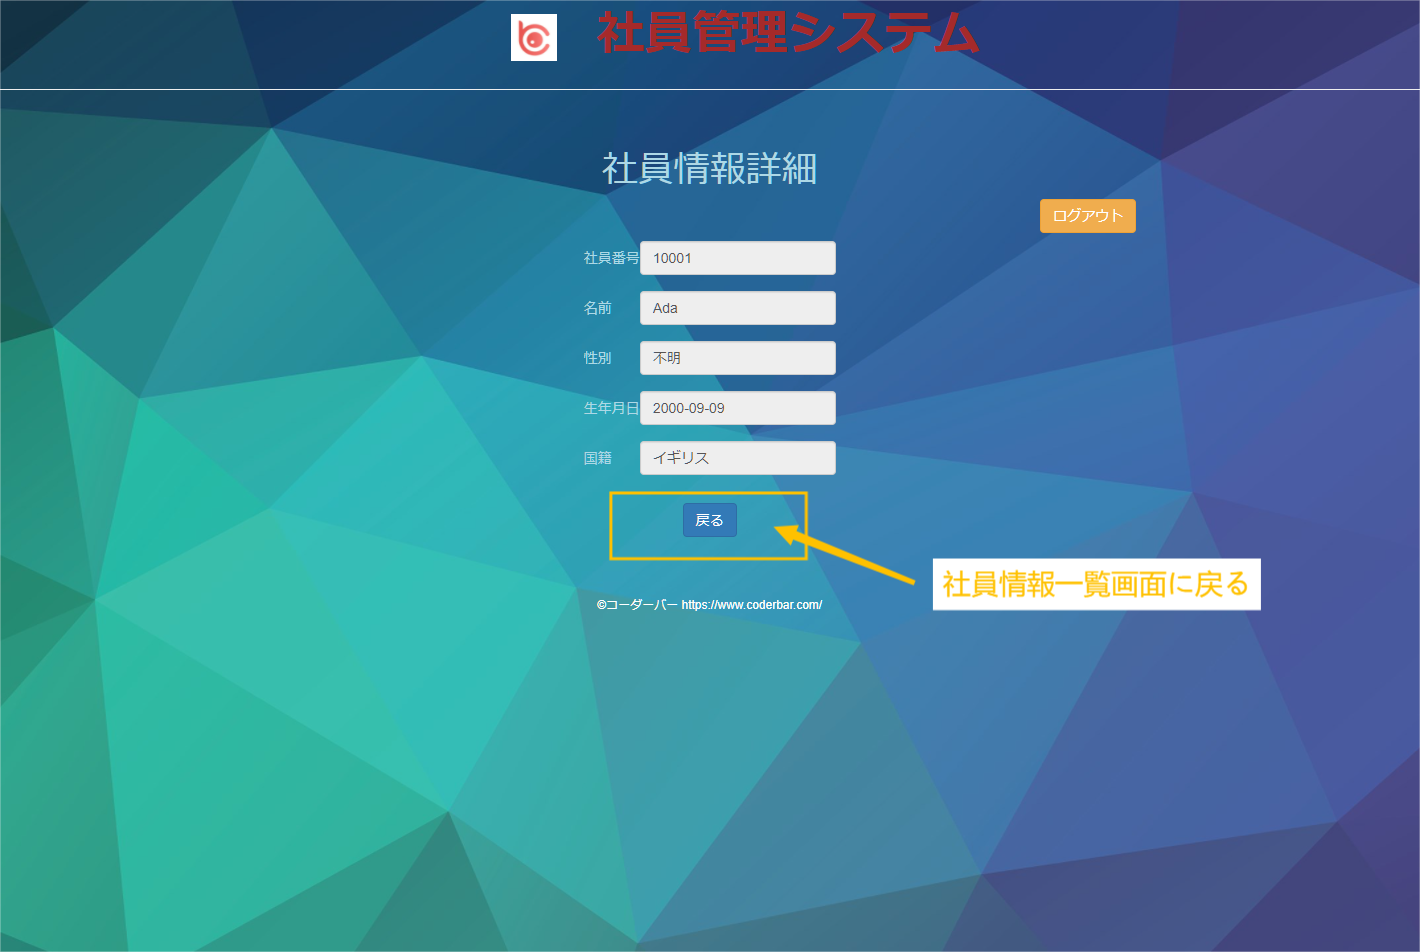 社員管理システム
社員情報詳細
ログアウト
社員番号 10001
名前 Ada
性別 不明
生年月日 2000-09-09
国籍 イギリス
戻る
社員情報一覧画面に戻る
©コーダーバー https://www.coderbar.com/